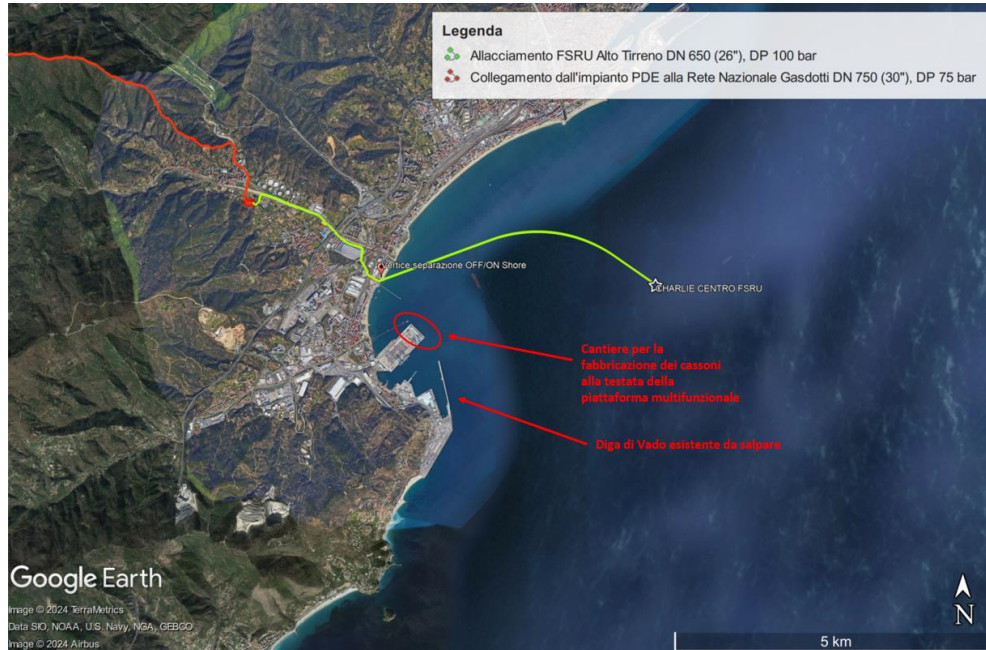 Legenda
Allacciamento FSRU Alto Tirreno DN 650 (26"), DP 100 bar
Collegamento dall'impianto PDE alla Rete Nazionale Gasdotti DN 750 (30"), DP 75 bar
Vertice separazione OFF/ON Shore
CHARLIE CENTRO FSRU
Cantiere per la
fabbricazione dei cassoni
alla testata della
piattaforma multifunzionale
Diga di Vado esistente da salpare
Google Earth
Image © 2024 TerraMetrics
Data SIO, NOAA, U.S. Navy, NGA, GEBCO
Image © 2024 Airbus
N
5 km